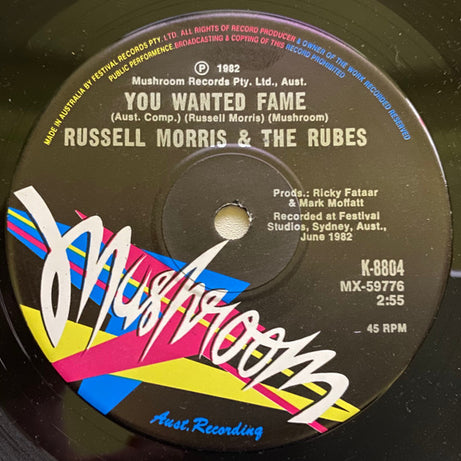 MADE IN AUSTRALIA BY FESTIVAL RECORDS PTY. LTD. ALL RIGHTS OF RECORD PRODUCER & OWNER OF THE WORK RECORDED RESERVED
PUBLIC PERFORMANCE. BROADCASTING & COPYING OF THIS RECORD PROHIBITED
Ⓟ 1982
Mushroom Records Pty. Ltd., Aust.
YOU WANTED FAME
(Aust. Comp.) (Russell Morris) (Mushroom)
RUSSELL MORRIS & THE RUBES
Prods.: Ricky Fataar
& Mark Moffatt
Recorded at Festival
Studios, Sydney, Aust.,
June 1982
K-8804
MX-59776
2:55
45 RPM
Mushroom
Aust. Recording